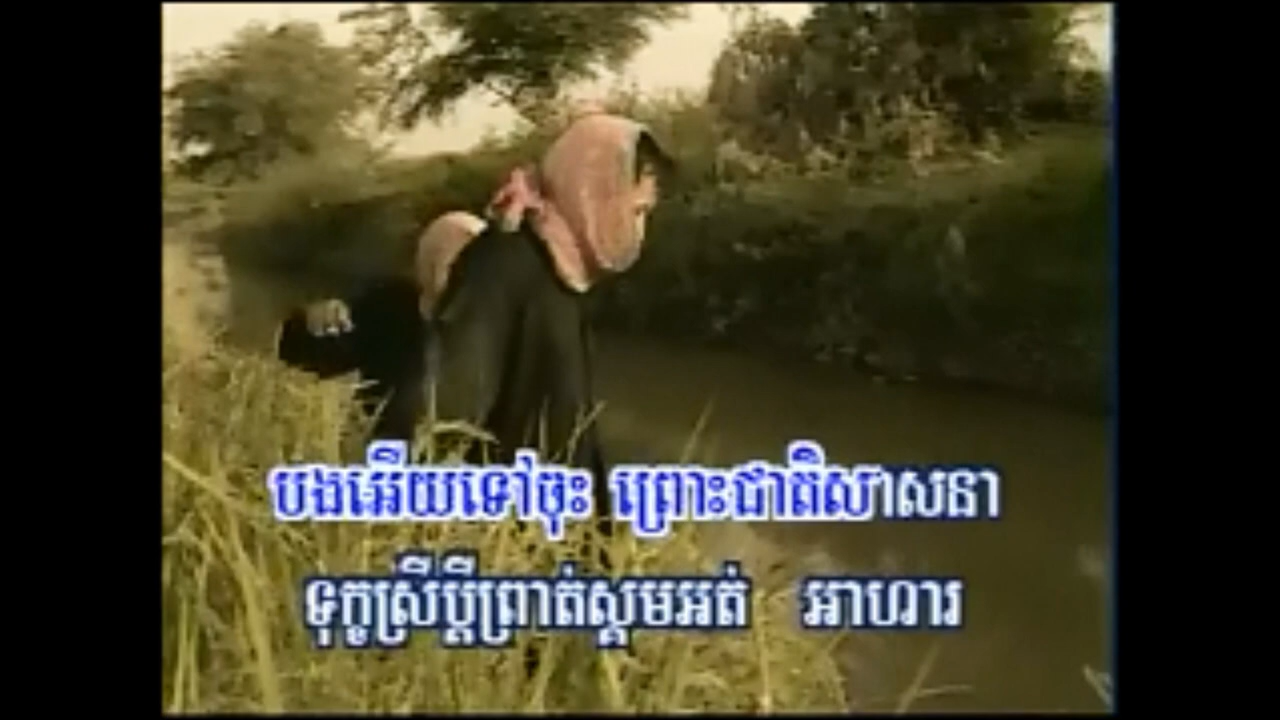 បងអើយទៅចុះ ព្រោះជាតិសាសនា
ទុក្ខស្រីប្ដីព្រាត់ស្គមអត់ អាហារ